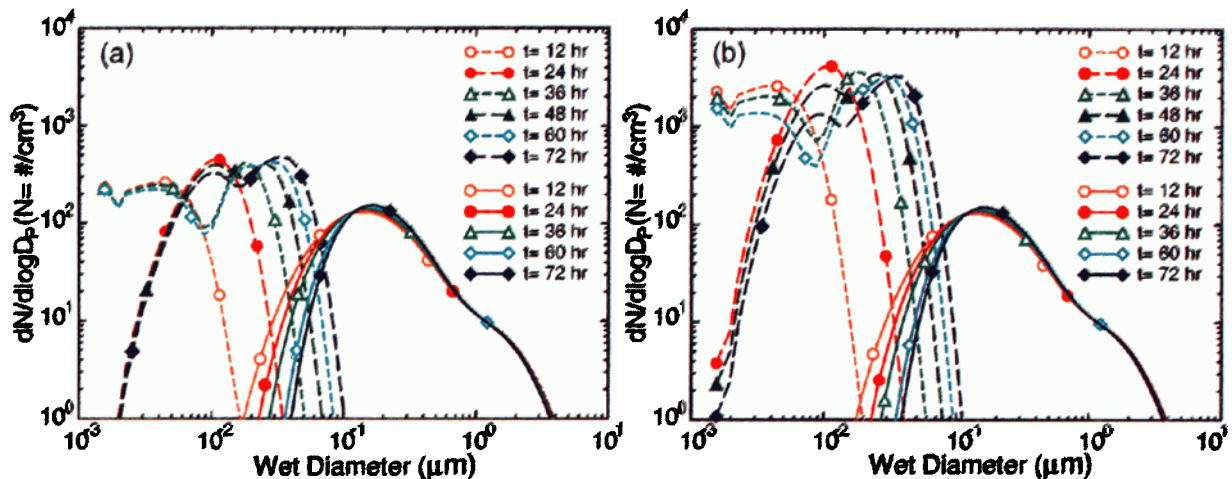 (a)
dN/dlogDₚ(N= #/cm³)
10⁴
10³
10²
10¹
10⁰
t= 12 hr
t= 24 hr
t= 36 hr
t= 48 hr
t= 60 hr
t= 72 hr
t= 12 hr
t= 24 hr
t= 36 hr
t= 60 hr
t= 72 hr
10⁻³ 10⁻² 10⁻¹ 10⁰ 10¹
Wet Diameter (μm)
(b)
dN/dlogDₚ(N= #/cm³)
10⁴
10³
10²
10¹
10⁰
t= 12 hr
t= 24 hr
t= 36 hr
t= 48 hr
t= 60 hr
t= 72 hr
t= 12 hr
t= 24 hr
t= 36 hr
t= 60 hr
t= 72 hr
10⁻³ 10⁻² 10⁻¹ 10⁰ 10¹
Wet Diameter (μm)